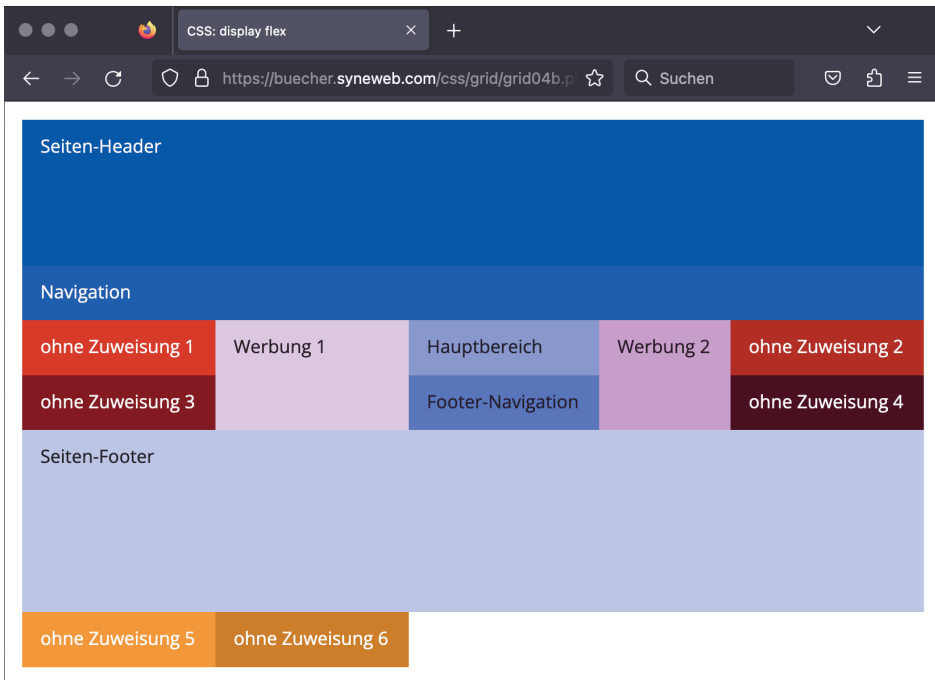 CSS: display flex
https://buecher.syneweb.com/css/grid/grid04b.p
Suchen
Seiten-Header
Navigation
ohne Zuweisung 1
Werbung 1
Hauptbereich
Werbung 2
ohne Zuweisung 2
ohne Zuweisung 3
Footer-Navigation
ohne Zuweisung 4
Seiten-Footer
ohne Zuweisung 5
ohne Zuweisung 6